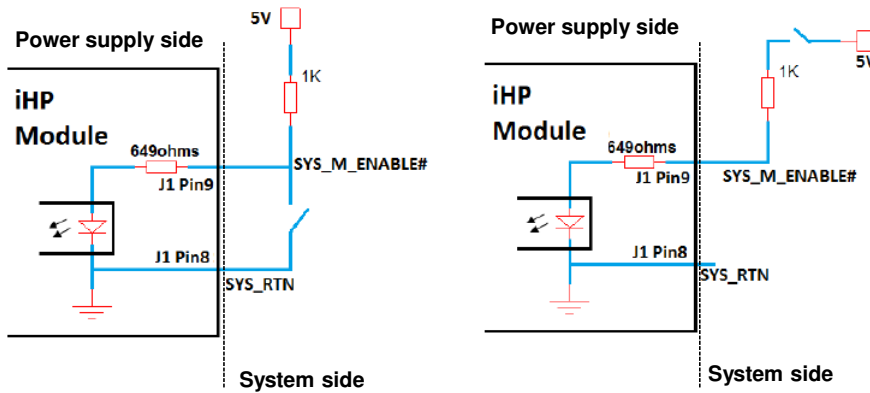 Power supply side
5V
1K
iHP
Module
649ohms
J1 Pin9
SYS_M_ENABLE#
J1 Pin8
SYS_RTN
System side
Power supply side
5V
1K
iHP
Module
649ohms
J1 Pin9
SYS_M_ENABLE#
J1 Pin8
SYS_RTN
System side